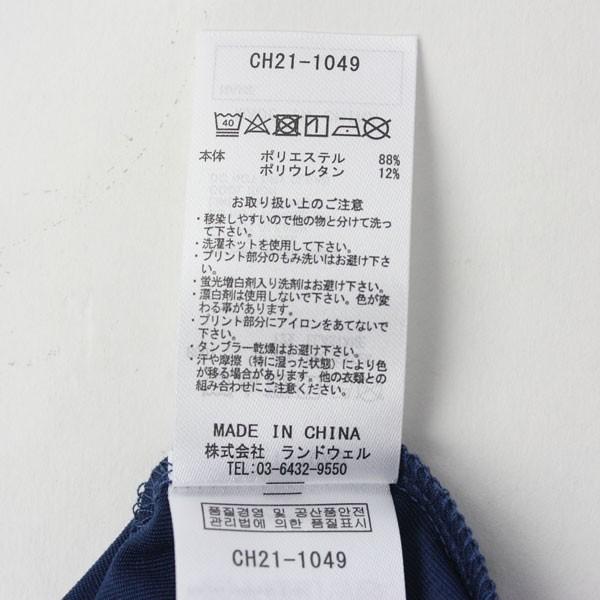 CH21-1049
40
本体 ポリエステル 88%
ポリウレタン 12%
お取り扱い上のご注意
・移染しやすいので他の物と分けて洗っ
て下さい。
・洗濯ネットを使用して下さい。
・プリント部分のもみ洗いはお避け下さ
い。
・蛍光増白剤入り洗剤はお避け下さい。
・漂白剤は使用しないで下さい。色が変
わる事があります。
・プリント部分にアイロンをあてないで
下さい。
・タンブラー乾燥はお避け下さい。
・汗や摩擦（特に湿った状態）により色
が移る場合があります。他の衣類との
組み合わせにご注意ください。
MADE IN CHINA
株式会社 ランドウェル
TEL:03-6432-9550
품질경영 및 공산품안전
관리법에 의한 품질표시
CH21-1049